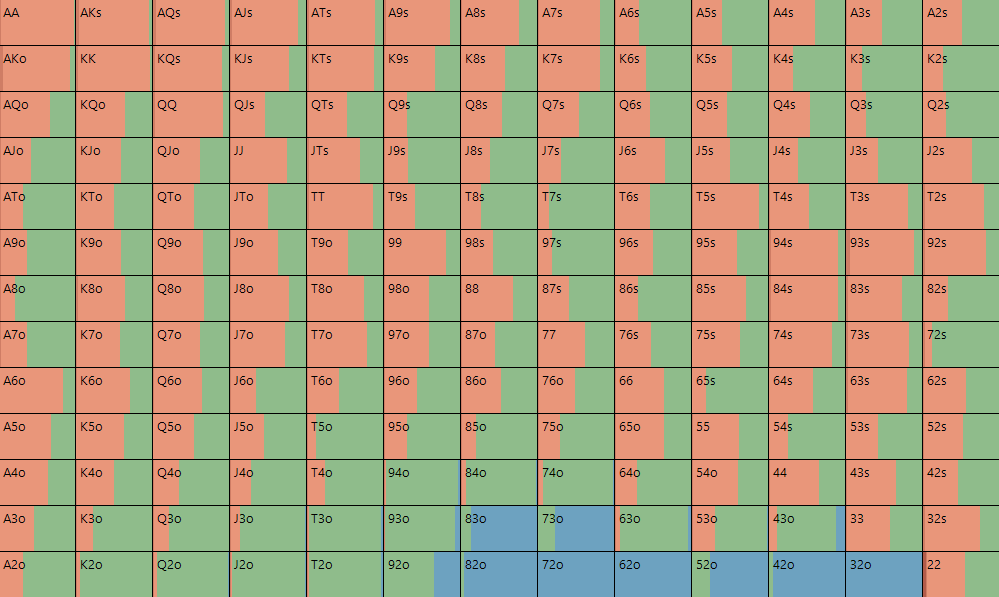 AA AKs AQs AJs ATs A9s A8s A7s A6s A5s A4s A3s A2s
AKo KK KQs KJs KTs K9s K8s K7s K6s K5s K4s K3s K2s
AQo KQo QQ QJs QTs Q9s Q8s Q7s Q6s Q5s Q4s Q3s Q2s
AJo KJo QJo JJ JTs J9s J8s J7s J6s J5s J4s J3s J2s
ATo KTo QTo JTo TT T9s T8s T7s T6s T5s T4s T3s T2s
A9o K9o Q9o J9o T9o 99 98s 97s 96s 95s 94s 93s 92s
A8o K8o Q8o J8o T8o 98o 88 87s 86s 85s 84s 83s 82s
A7o K7o Q7o J7o T7o 97o 87o 77 76s 75s 74s 73s 72s
A6o K6o Q6o J6o T6o 96o 86o 76o 66 65s 64s 63s 62s
A5o K5o Q5o J5o T5o 95o 85o 75o 65o 55 54s 53s 52s
A4o K4o Q4o J4o T4o 94o 84o 74o 64o 54o 44 43s 42s
A3o K3o Q3o J3o T3o 93o 83o 73o 63o 53o 43o 33 32s
A2o K2o Q2o J2o T2o 92o 82o 72o 62o 52o 42o 32o 22